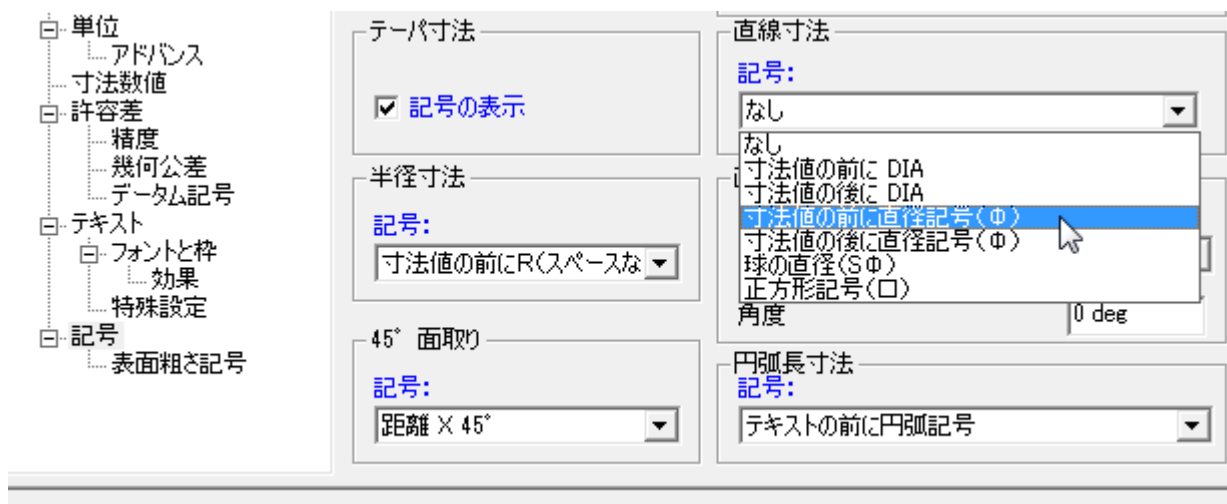 単位
アドバンス
寸法数値
許容差
精度
幾何公差
データム記号
テキスト
フォントと枠
効果
特殊設定
記号
表面粗さ記号
テーパ寸法
記号の表示
半径寸法
記号:
寸法値の前にR(スペースな
45° 面取り
記号:
距離 X 45°
直線寸法
記号:
なし
なし
寸法値の前に DIA
寸法値の後に DIA
寸法値の前に直径記号(Φ)
寸法値の後に直径記号(Φ)
球の直径(SΦ)
正方形記号(□)
角度
0 deg
円弧長寸法
記号:
テキストの前に円弧記号